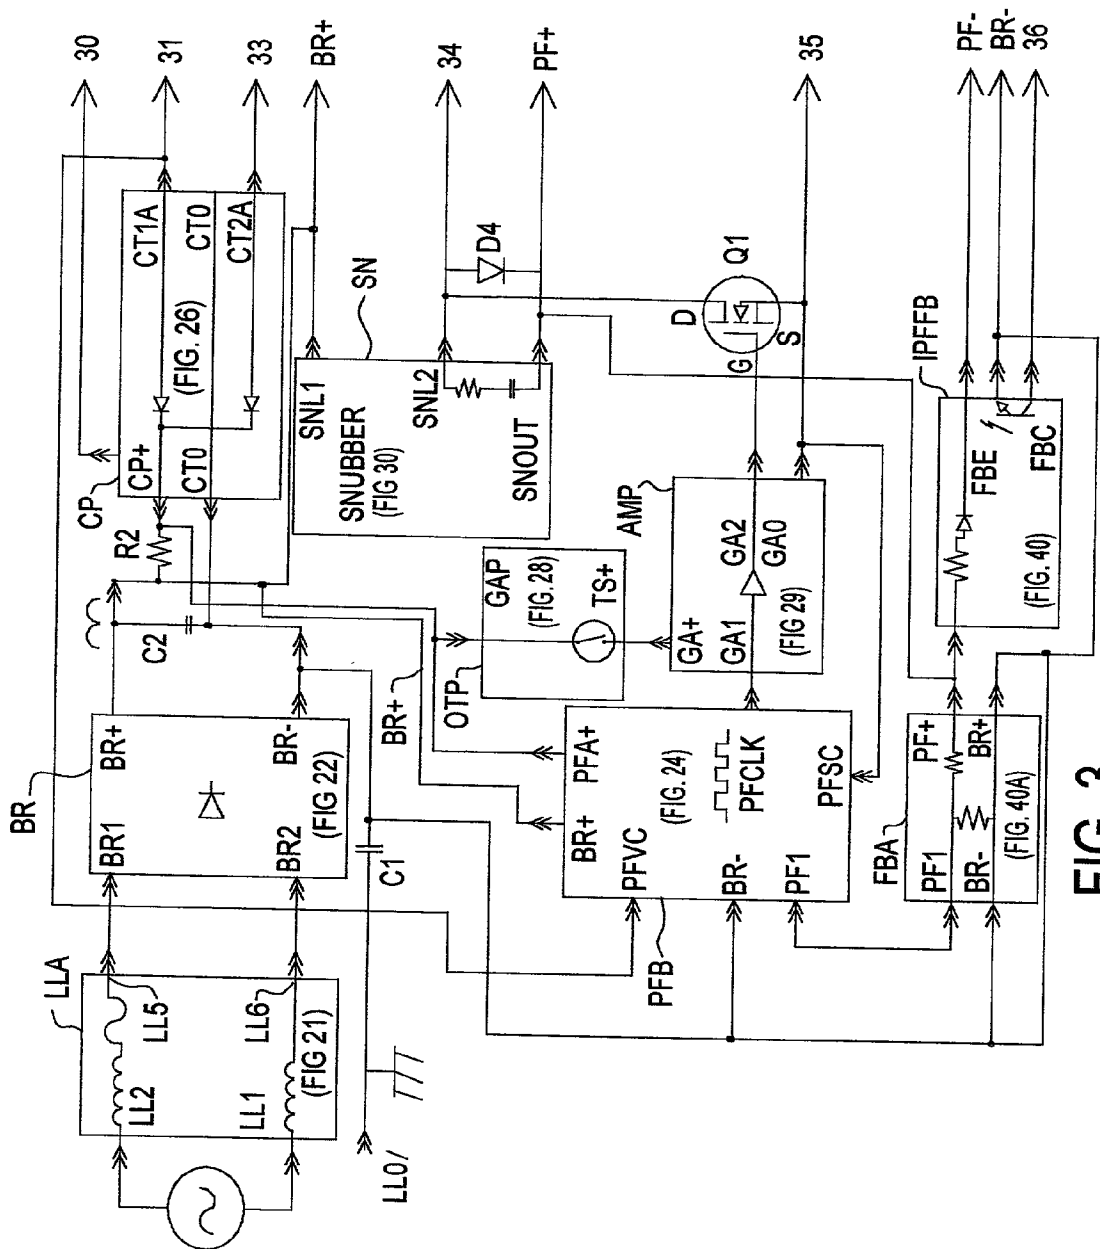 30
31
33
BR+
34
PF+
35
PF-
BR-
36
CP
CP+
CT1A
(FIG. 26)
CT0
CT0
CT2A
R2
C2
SN
SNL1
SNUBBER
(FIG 30)
SNL2
SNOUT
D4
Q1
D
G
S
BR
BR1
BR+
BR2
BR-
(FIG 22)
C1
BR+
LLA
LL5
LL2
LL6
LL1
(FIG 21)
LL0/
OTP
GAP
(FIG. 28)
TS+
AMP
GA+
GA1
GA2
GA0
(FIG 29)
PFB
BR+
PFA+
PFVC
(FIG. 24)
BR-
PFCLK
PF1
PFSC
FBA
PF1
PF+
BR-
BR+
(FIG. 40A)
IPFFB
FBE
FBC
(FIG. 40)
FIG. 3